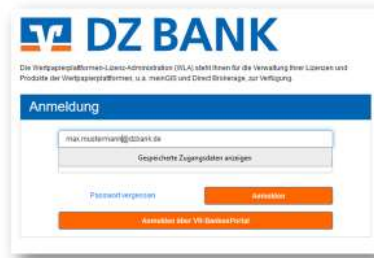 DZ BANK
Die Wertpapierplattformen-Lizenz-Administration (WLA) steht Ihnen für die Verwaltung Ihrer Lizenzen und
Produkte der Wertpapierplattformen, u.a. meinGIS und Direct Brokerage, zur Verfügung.
Anmeldung
max.mustermann@dzbank.de
Gespeicherte Zugangsdaten anzeigen
Passwort vergessen
Anmelden
Anmelden über VR-BankenPortal